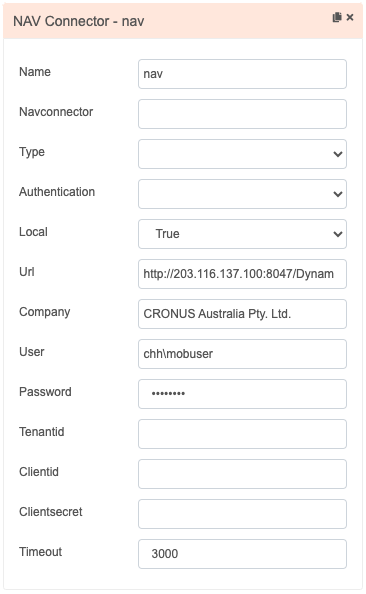 NAV Connector - nav
Name nav
Navconnector
Type
Authentication
Local True
Url http://203.116.137.100:8047/Dynam
Company CRONUS Australia Pty. Ltd.
User chh\mobuser
Password ••••••••
Tenantid
Clientid
Clientsecret
Timeout 3000